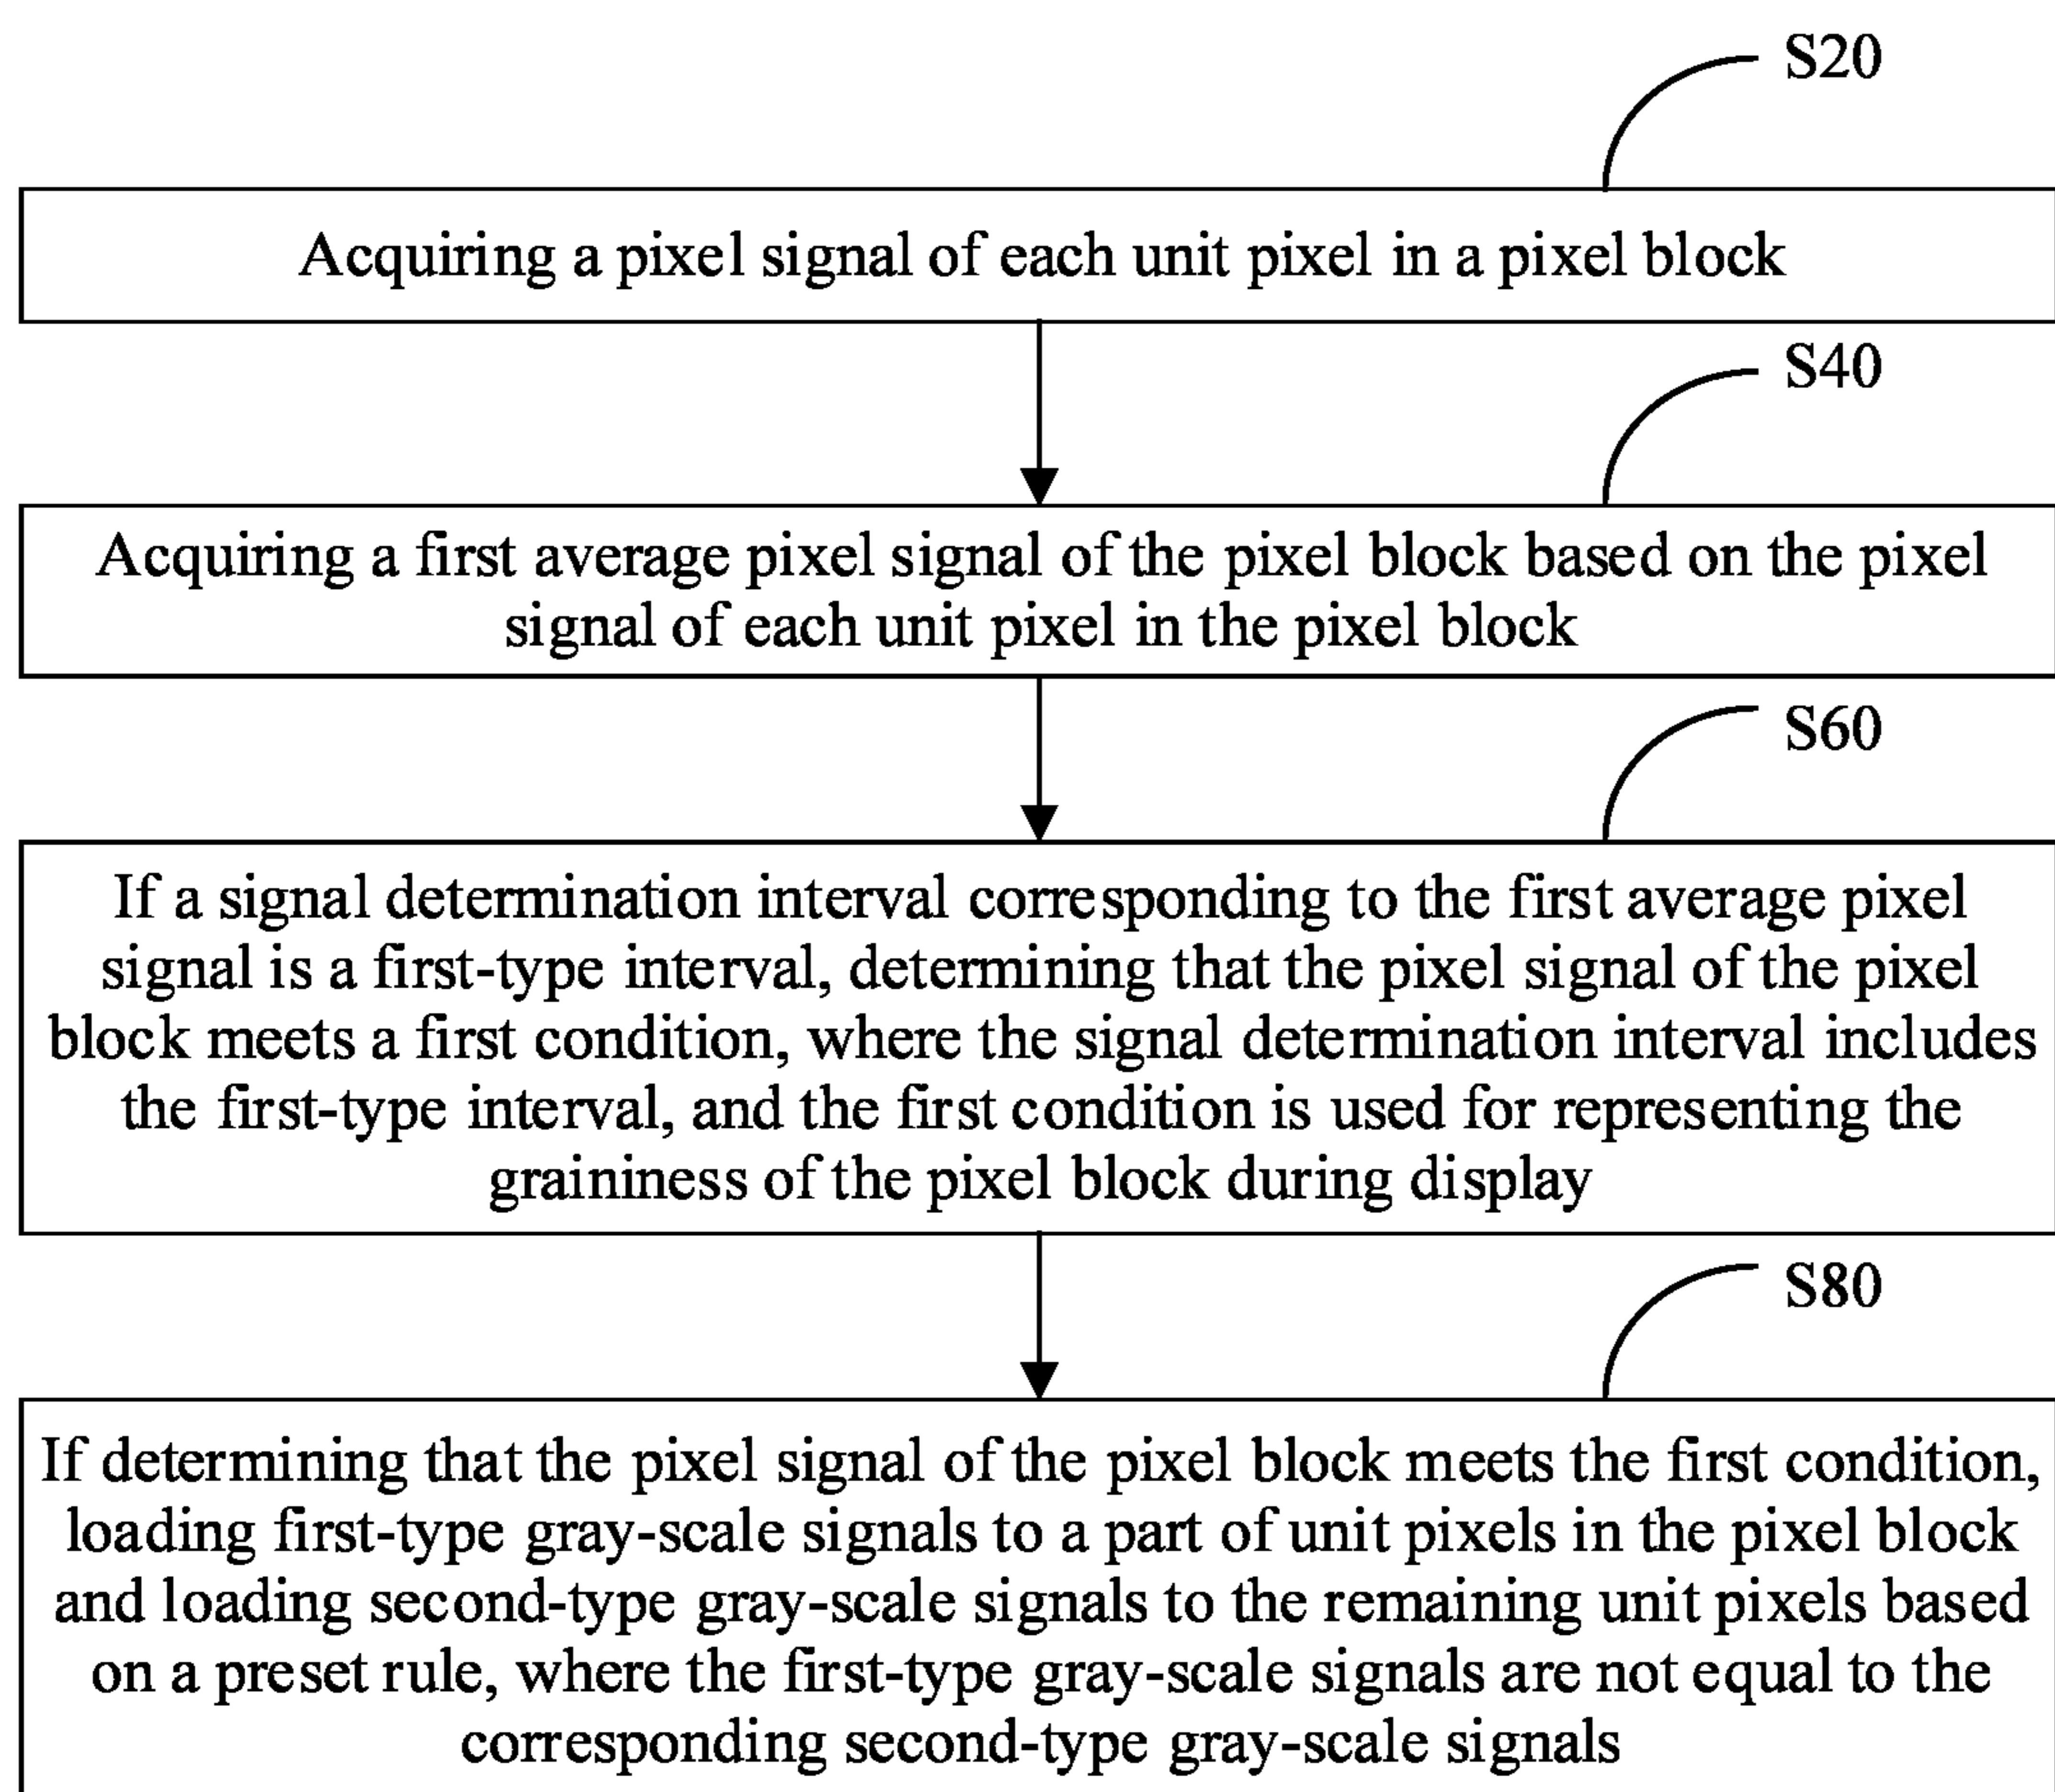 S20
Acquiring a pixel signal of each unit pixel in a pixel block
S40
Acquiring a first average pixel signal of the pixel block based on the pixel
signal of each unit pixel in the pixel block
S60
If a signal determination interval corresponding to the first average pixel
signal is a first-type interval, determining that the pixel signal of the pixel
block meets a first condition, where the signal determination interval includes
the first-type interval, and the first condition is used for representing the
graininess of the pixel block during display
S80
If determining that the pixel signal of the pixel block meets the first condition,
loading first-type gray-scale signals to a part of unit pixels in the pixel block
and loading second-type gray-scale signals to the remaining unit pixels based
on a preset rule, where the first-type gray-scale signals are not equal to the
corresponding second-type gray-scale signals